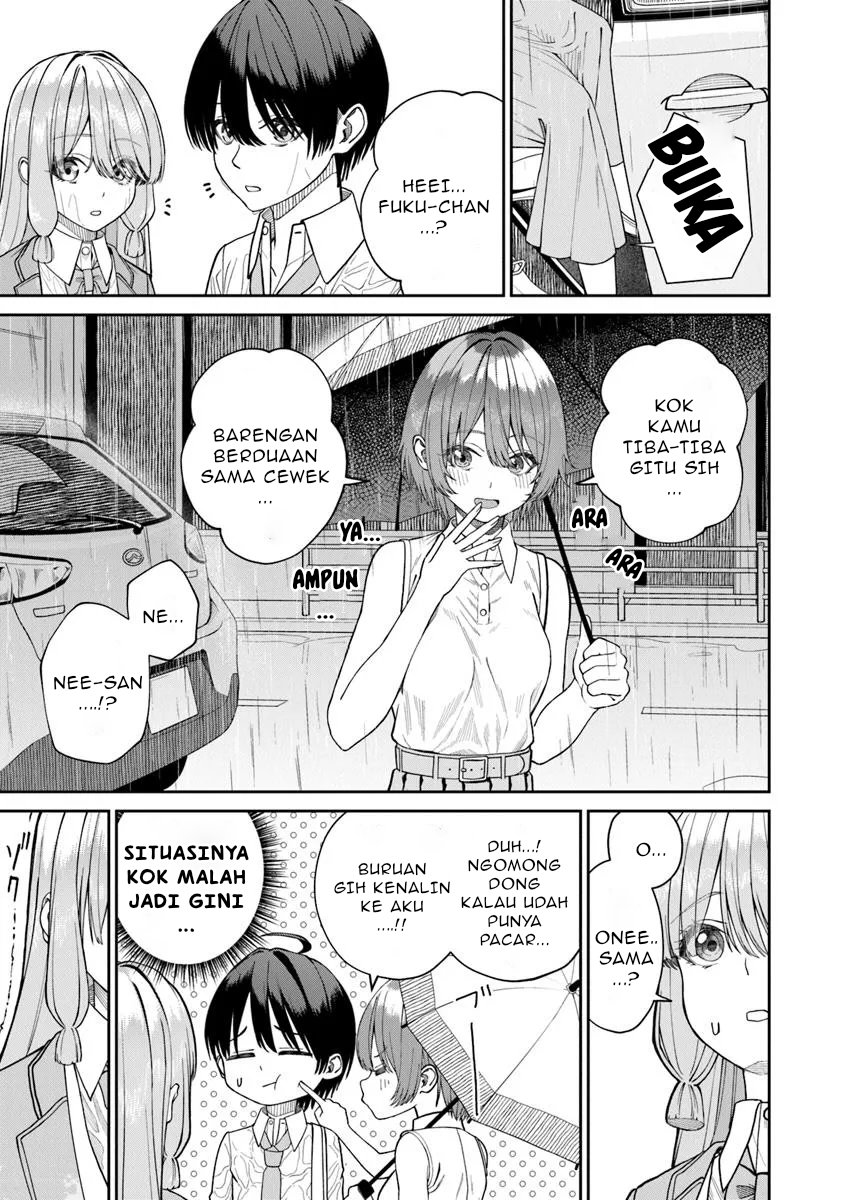 BUKA
HEEI...
FUKU-CHAN
...?
KOK
KAMU
TIBA-TIBA
GITU SIH
...
ARA
ARA
BARENGAN
BERDUAAN
SAMA CEWEK
...
YA...
AMPUN
...
NE...
NEE-SAN
....!?
O...
ONEE..
SAMA
....?
DUH...!
NGOMONG
DONG
KALAU UDAH
PUNYA
PACAR...
BURUAN
GIH KENALIN
KE AKU
....!!
SITUASINYA
KOK MALAH
JADI GINI
...